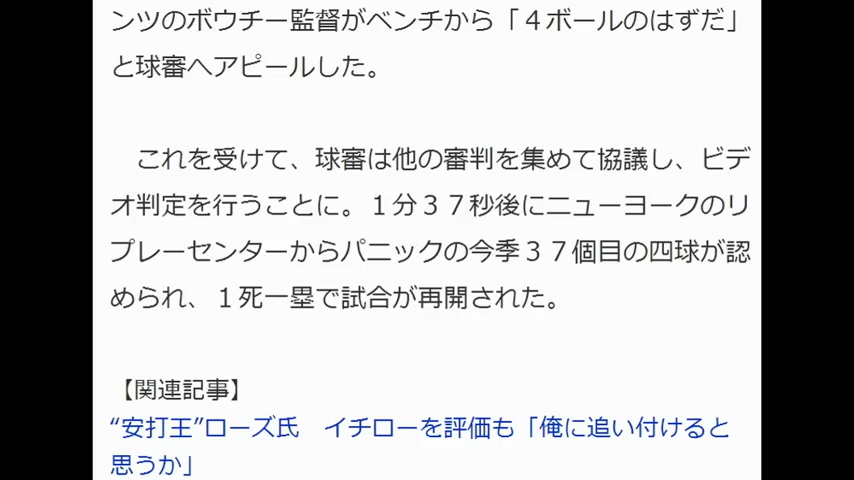 ンツのボウチー監督がベンチから「４ボールのはずだ」
と球審へアピールした。
これを受けて、球審は他の審判を集めて協議し、ビデ
オ判定を行うことに。１分３７秒後にニューヨークのリ
プレーセンターからパニックの今季３７個目の四球が認
められ、１死一塁で試合が再開された。
【関連記事】
“安打王”ローズ氏　イチローを評価も「俺に追い付けると
思うか」